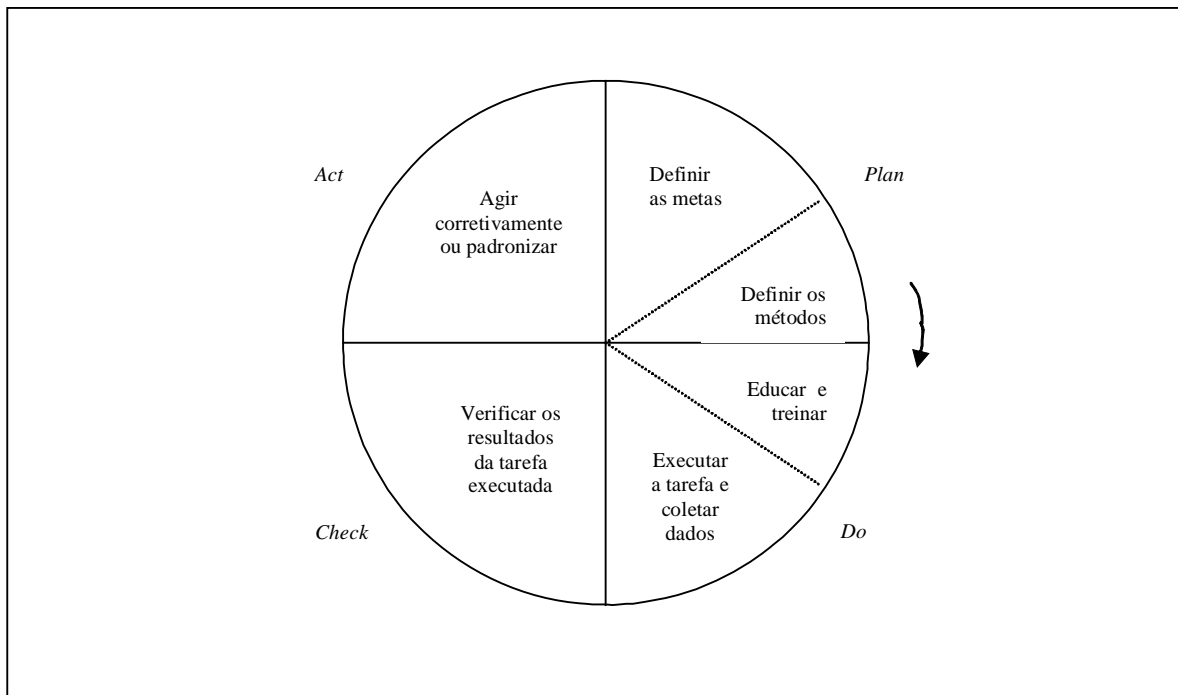 Act
Agir
corretivamente
ou padronizar
Definir
as metas
Plan
Definir os
métodos
Educar e
treinar
Verificar os
resultados
da tarefa
executada
Executar
a tarefa e
coletar
dados
Check
Do